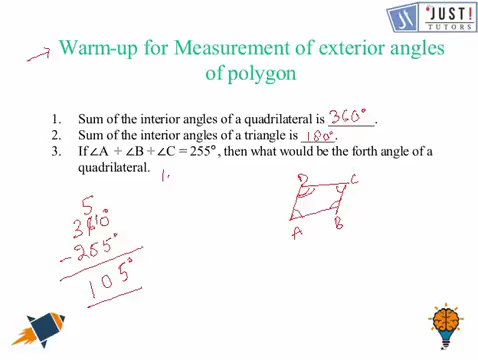 JUST!
TUTORS
Warm-up for Measurement of exterior angles
of polygon
1. Sum of the interior angles of a quadrilateral is 360°.
2. Sum of the interior angles of a triangle is 180°.
3. If ∠A + ∠B + ∠C = 255°, then what would be the forth angle of a
quadrilateral.
D C
A B
5
3610°
- 255°
105°